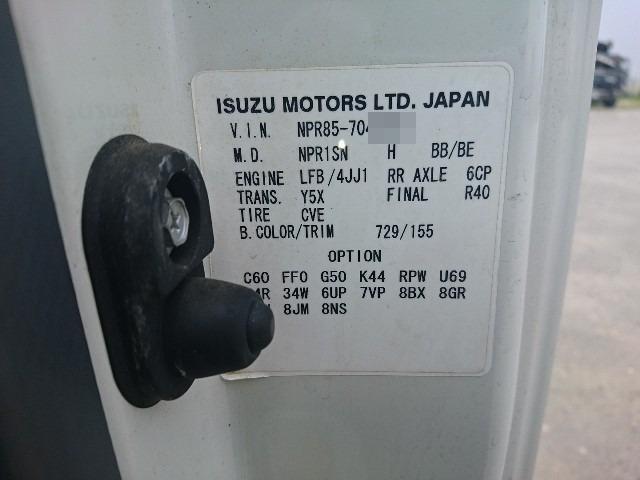 ISUZU MOTORS LTD. JAPAN
V.I.N. NPR85-704
M.D. NPR1SN H BB/BE
ENGINE LFB/4JJ1 RR AXLE 6CP
TRANS. Y5X FINAL R40
TIRE CVE
B.COLOR/TRIM 729/155
OPTION
C60 FF0 G50 K44 RPW U69
34W 6UP 7VP 8BX 8GR
8JM 8NS